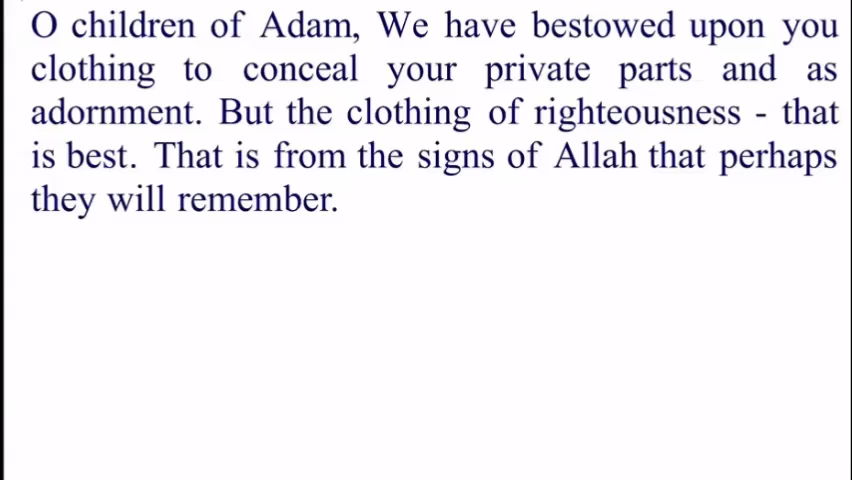 O children of Adam, We have bestowed upon you
clothing to conceal your private parts and as
adornment. But the clothing of righteousness - that
is best. That is from the signs of Allah that perhaps
they will remember.